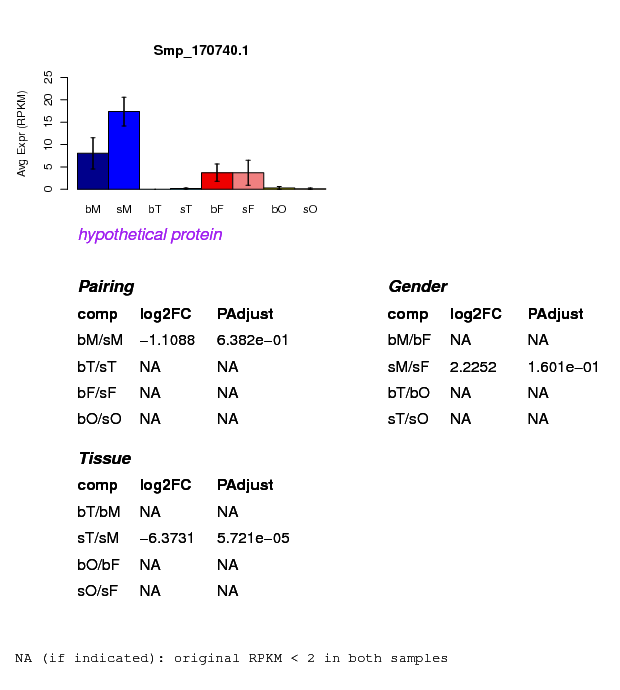 Smp_170740.1
Avg Expr (RPKM)
25
20
15
10
5
0
bM sM bT sT bF sF bO sO
hypothetical protein
Pairing
comp log2FC PAdjust
bM/sM −1.1088 6.382e−01
bT/sT NA NA
bF/sF NA NA
bO/sO NA NA
Gender
comp log2FC PAdjust
bM/bF NA NA
sM/sF 2.2252 1.601e−01
bT/bO NA NA
sT/sO NA NA
Tissue
comp log2FC PAdjust
bT/bM NA NA
sT/sM −6.3731 5.721e−05
bO/bF NA NA
sO/sF NA NA
NA (if indicated): original RPKM < 2 in both samples